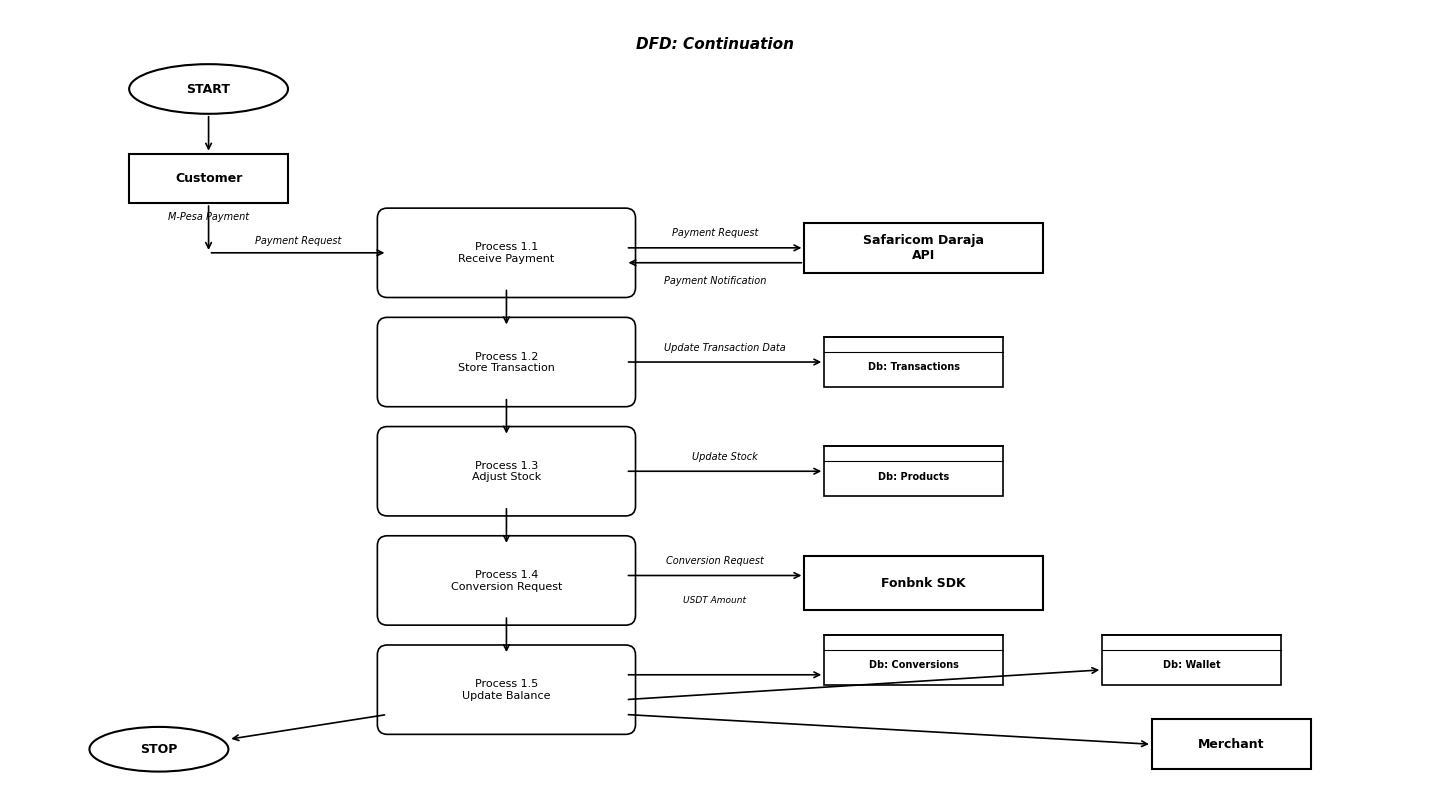 DFD: Continuation
START
Customer
M-Pesa Payment
Payment Request
Process 1.1
Receive Payment
Payment Request
Payment Notification
Safaricom Daraja
API
Process 1.2
Store Transaction
Update Transaction Data
Db: Transactions
Process 1.3
Adjust Stock
Update Stock
Db: Products
Process 1.4
Conversion Request
Conversion Request
USDT Amount
Fonbnk SDK
Process 1.5
Update Balance
Db: Conversions
Db: Wallet
STOP
Merchant